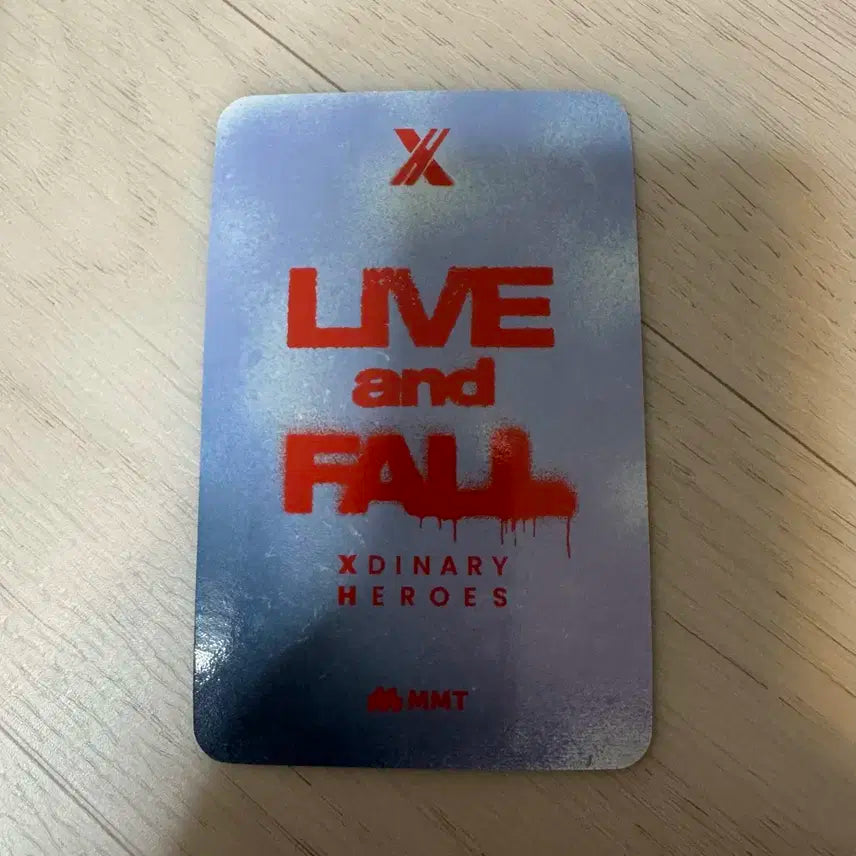 LIVE
and
FALL
XDINARY
HEROES
MMT